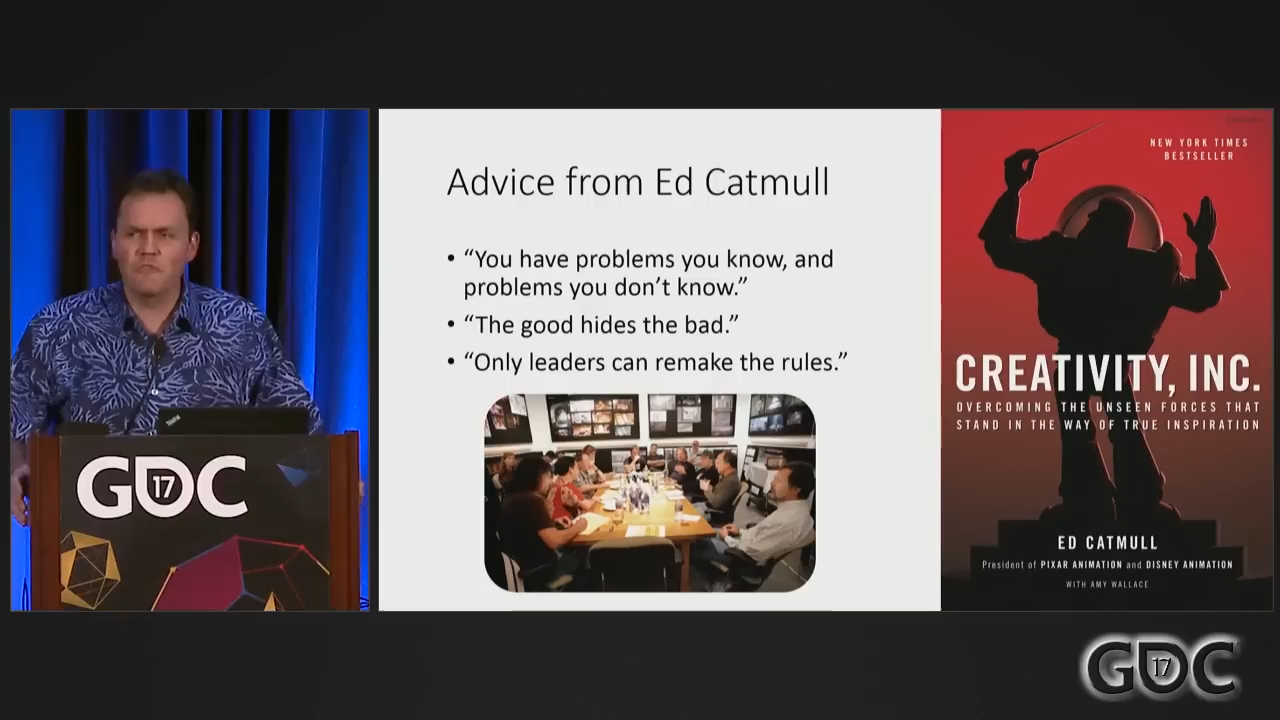 Advice from Ed Catmull
• “You have problems you know, and
problems you don’t know.”
• “The good hides the bad.”
• “Only leaders can remake the rules.”
NEW YORK TIMES
BESTSELLER
CREATIVITY, INC.
OVERCOMING THE UNSEEN FORCES THAT
STAND IN THE WAY OF TRUE INSPIRATION
ED CATMULL
President of PIXAR ANIMATION and DISNEY ANIMATION
WITH AMY WALLACE
ThinkPad
GDC
17
GDC
17